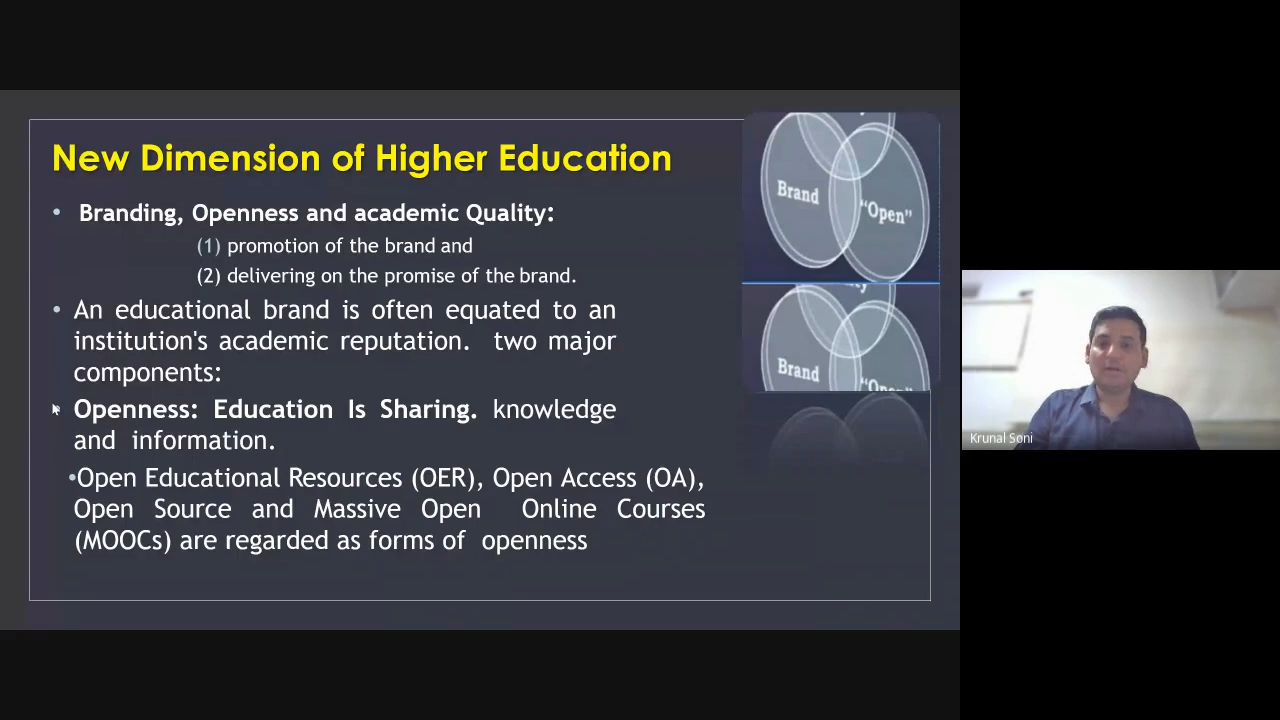 New Dimension of Higher Education
• Branding, Openness and academic Quality:
(1) promotion of the brand and
(2) delivering on the promise of the brand.
• An educational brand is often equated to an
institution's academic reputation. two major
components:
Openness: Education Is Sharing. knowledge
and information.
•Open Educational Resources (OER), Open Access (OA),
Open Source and Massive Open Online Courses
(MOOCs) are regarded as forms of openness
Brand
“Open”
Brand
Krunal Soni